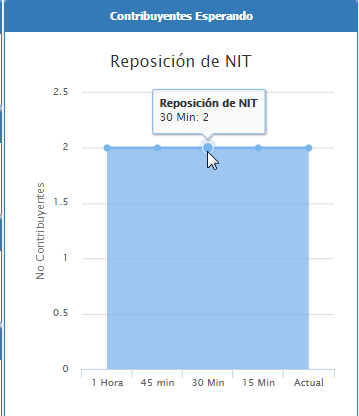 Contribuyentes Esperando
Reposición de NIT
2.5
Reposición de NIT
30 Min: 2
2
1.5
1
0.5
0
No Contribuyentes
1 Hora 45 min 30 Min 15 Min Actual